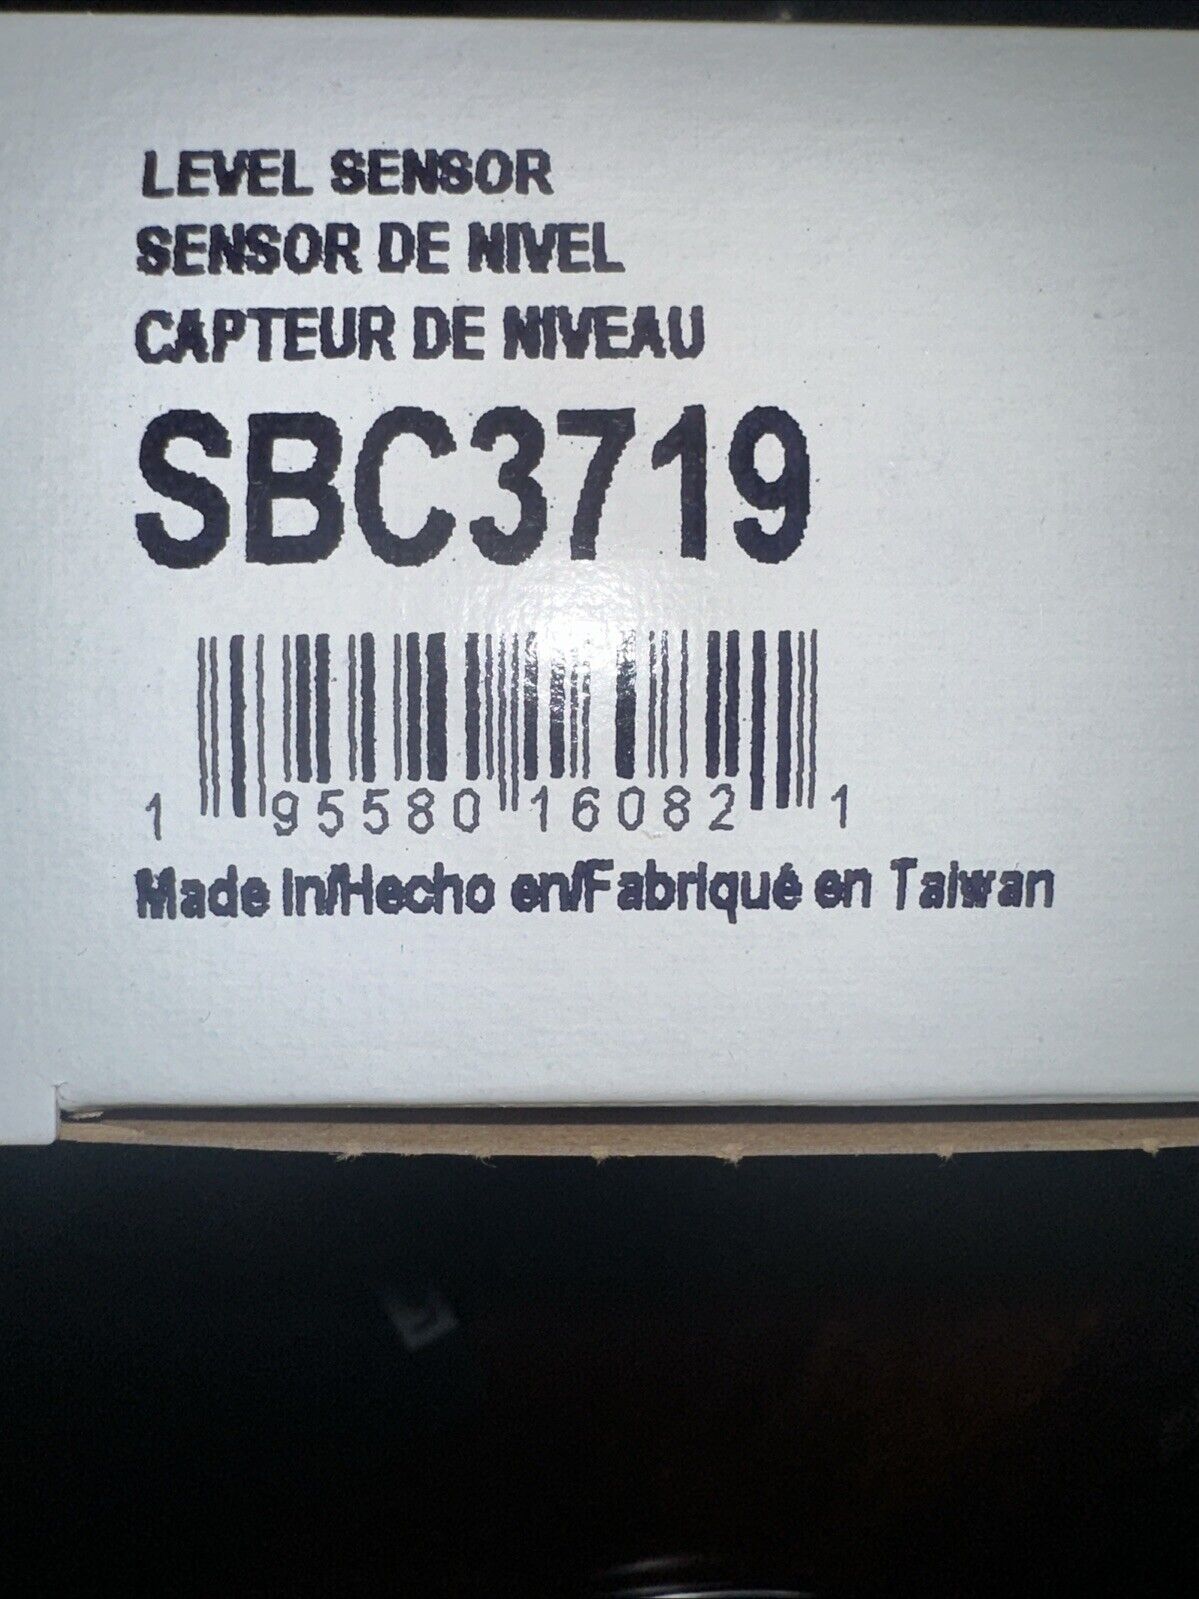 LEVEL SENSOR
SENSOR DE NIVEL
CAPTEUR DE NIVEAU
SBC3719
1 95580 16082 1
Made in/Hecho en/Fabriqué en Taiwan